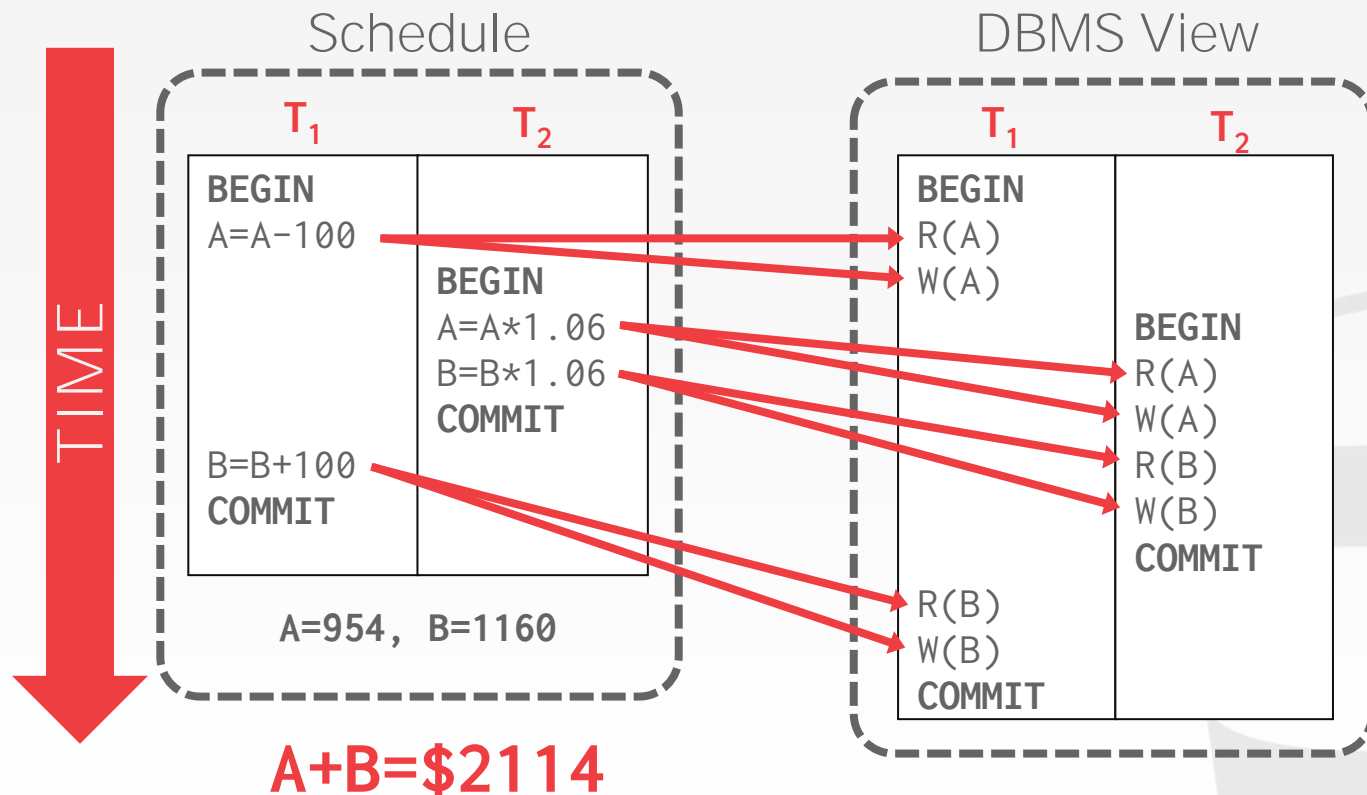 Schedule
DBMS View
TIME
T₁ T₂
BEGIN
A=A-100
BEGIN
A=A*1.06
B=B*1.06
COMMIT
B=B+100
COMMIT
A=954, B=1160
A+B=$2114
T₁ T₂
BEGIN
R(A)
W(A)
BEGIN
R(A)
W(A)
R(B)
W(B)
COMMIT
R(B)
W(B)
COMMIT